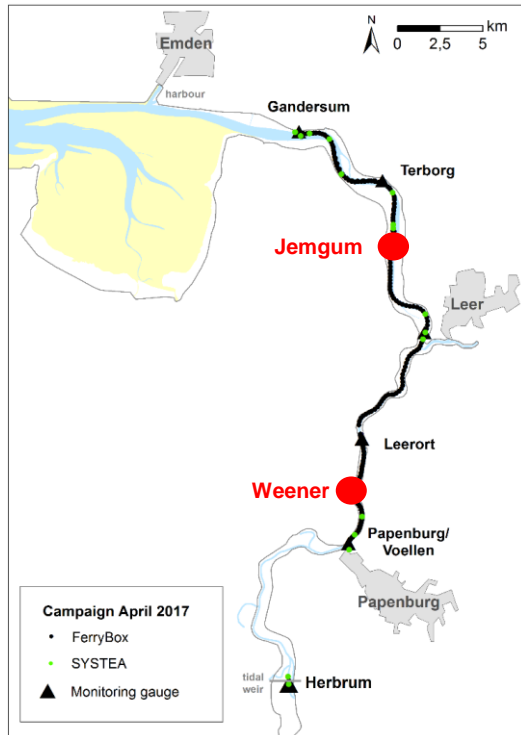 Emden
harbour
N
km
0 2,5 5
Gandersum
Terborg
Jemgum
Leer
Leerort
Weener
Papenburg/
Voellen
Papenburg
Campaign April 2017
FerryBox
SYSTEA
Monitoring gauge
tidal
weir
Herbrum